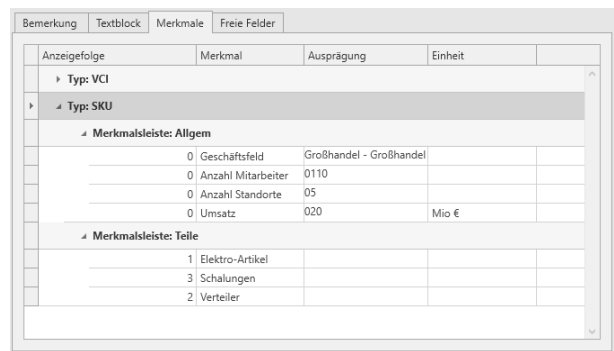 Bemerkung Textblock Merkmale Freie Felder
Anzeigefolge Merkmal Ausprägung Einheit
Typ: VCI
Typ: SKU
Merkmalsleiste: Allgem
0 Geschäftsfeld Großhandel - Großhandel
0 Anzahl Mitarbeiter 0110
0 Anzahl Standorte 05
0 Umsatz 020 Mio €
Merkmalsleiste: Teile
1 Elektro-Artikel
3 Schalungen
2 Verteiler